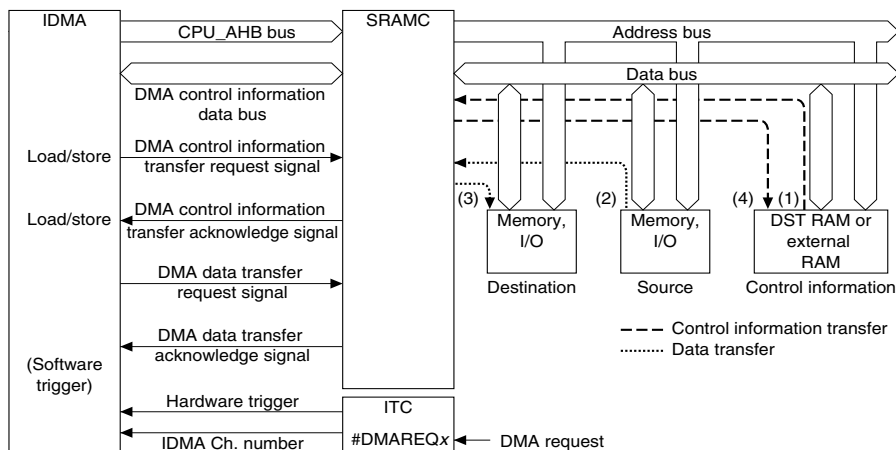 IDMA
SRAMC
CPU_AHB bus
Address bus
Data bus
DMA control information
data bus
Load/store
DMA control information
transfer request signal
Load/store
DMA control information
transfer acknowledge signal
DMA data transfer
request signal
DMA data transfer
acknowledge signal
(Software
trigger)
Hardware trigger
IDMA Ch. number
ITC
#DMAREQx
DMA request
(3)
(2)
(4)
(1)
Memory,
I/O
Destination
Memory,
I/O
Source
DST RAM or
external
RAM
Control information
Control information transfer
Data transfer